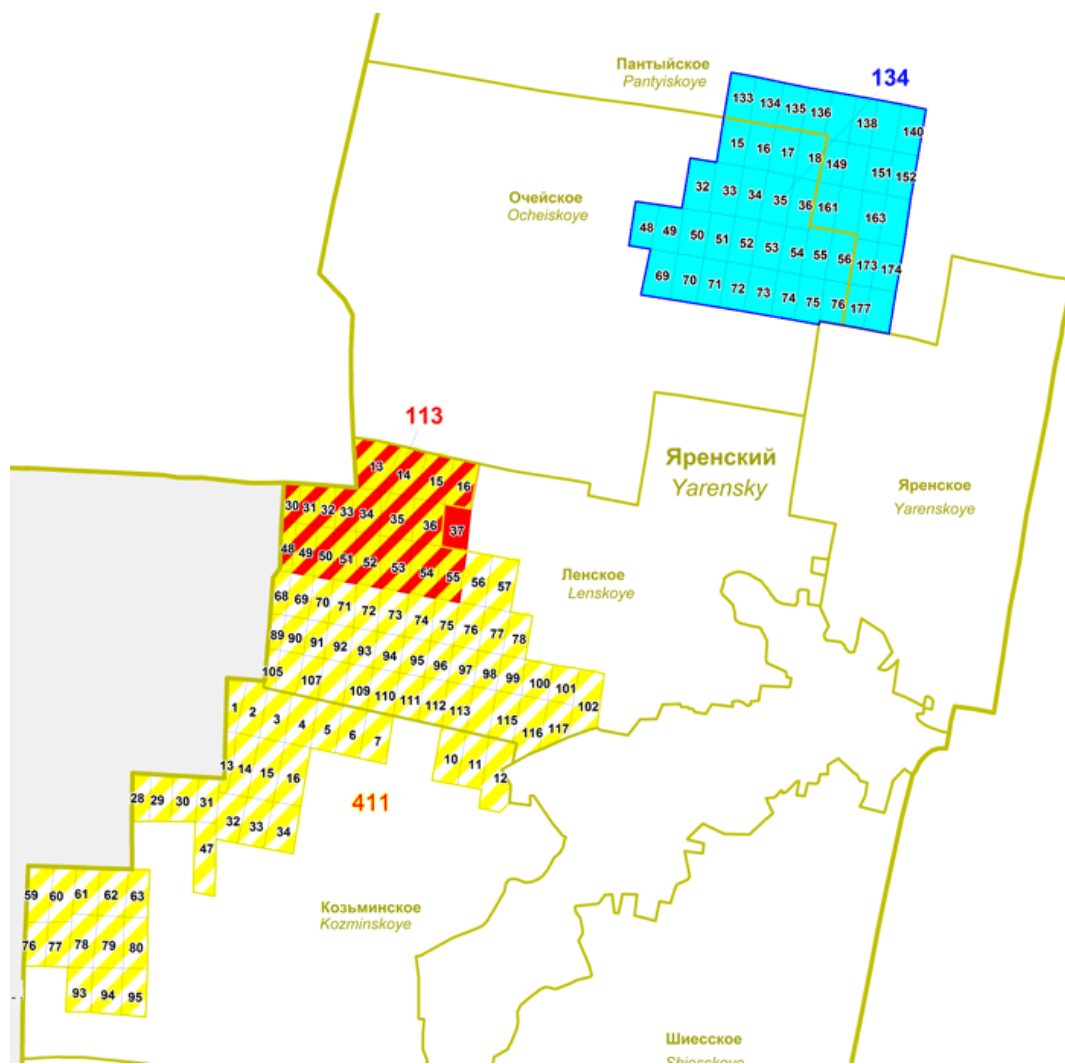 Пантыйское
Pantyiskoye
134
133 134 135 136 138 140
15 16 17 18 149 151 152
Очейское
Ocheiskoye
32 33 34 35 36 161 163
48 49 50 51 52 53 54 55 56 173 174
69 70 71 72 73 74 75 76 177
113
Яренский
Yarensky
13 14 15 16
Яренское
Yarenskoye
30 31 32 33 34 35 36 37
48 49 50 51 52 53 54 55 56 57
Ленское
Lenskoye
68 69 70 71 72 73 74 75 76 77 78
89 90 91 92 93 94 95 96 97 98 99 100 101 102
105 107 109 110 111 112 113 115 116 117
1 2 3 4 5 6 7 10 11 12
13 14 15 16
28 29 30 31 32 33 34
411
47
59 60 61 62 63
Козьминское
Kozminskoye
76 77 78 79 80
93 94 95
Шиесское